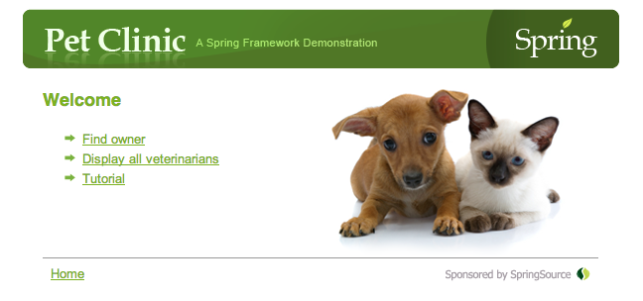 Pet Clinic A Spring Framework Demonstration Spring
Welcome
Find owner
Display all veterinarians
Tutorial
Home Sponsored by SpringSource